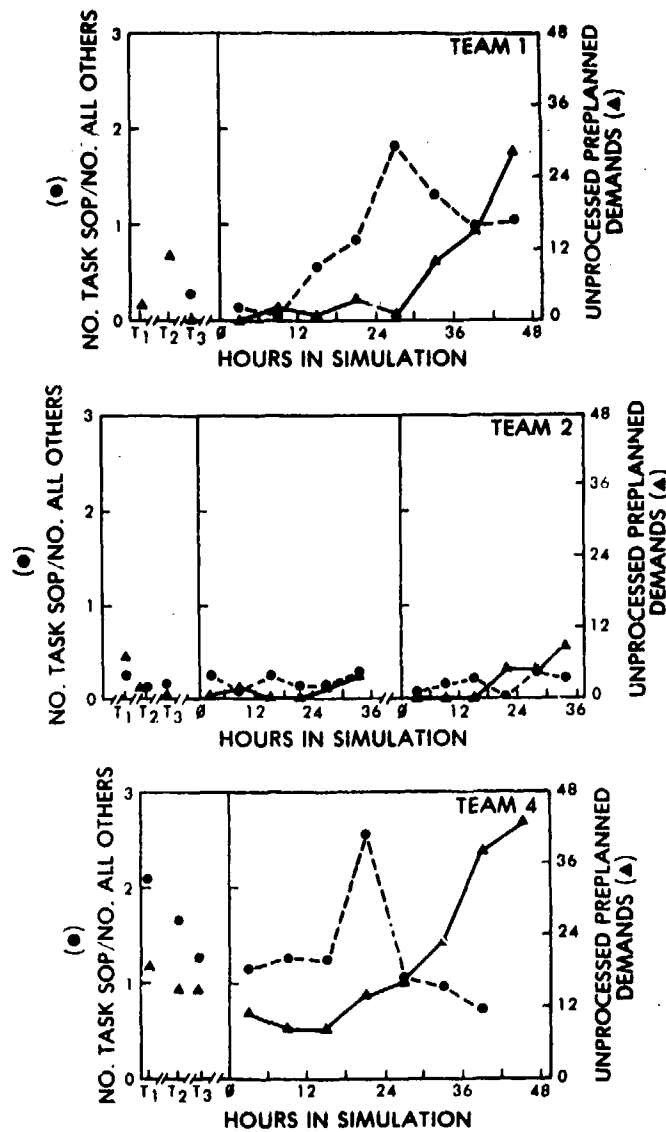 TEAM 1
NO. TASK SOP/NO. ALL OTHERS
(●)
3
2
1
0
48
36
24
12
0
UNPROCESSED PREPLANNED
DEMANDS (▲)
T1 T2 T3 Ø 12 24 36 48
HOURS IN SIMULATION
TEAM 2
NO. TASK SOP/NO. ALL OTHERS
(●)
3
2
1
0
48
36
24
12
0
UNPROCESSED PREPLANNED
DEMANDS (▲)
T1 T2 T3 Ø 12 24 36 Ø 12 24 36
HOURS IN SIMULATION
TEAM 4
NO. TASK SOP/NO. ALL OTHERS
(●)
3
2
1
0
48
36
24
12
0
UNPROCESSED PREPLANNED
DEMANDS (▲)
T1 T2 T3 Ø 12 24 36 48
HOURS IN SIMULATION